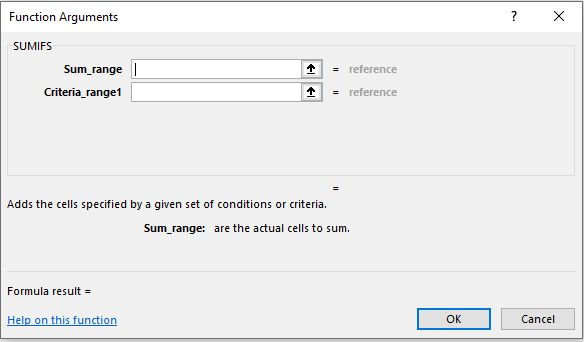 Function Arguments ?
SUMIFS
Sum_range = reference
Criteria_range1 = reference
=
Adds the cells specified by a given set of conditions or criteria.
Sum_range: are the actual cells to sum.
Formula result =
Help on this function OK Cancel